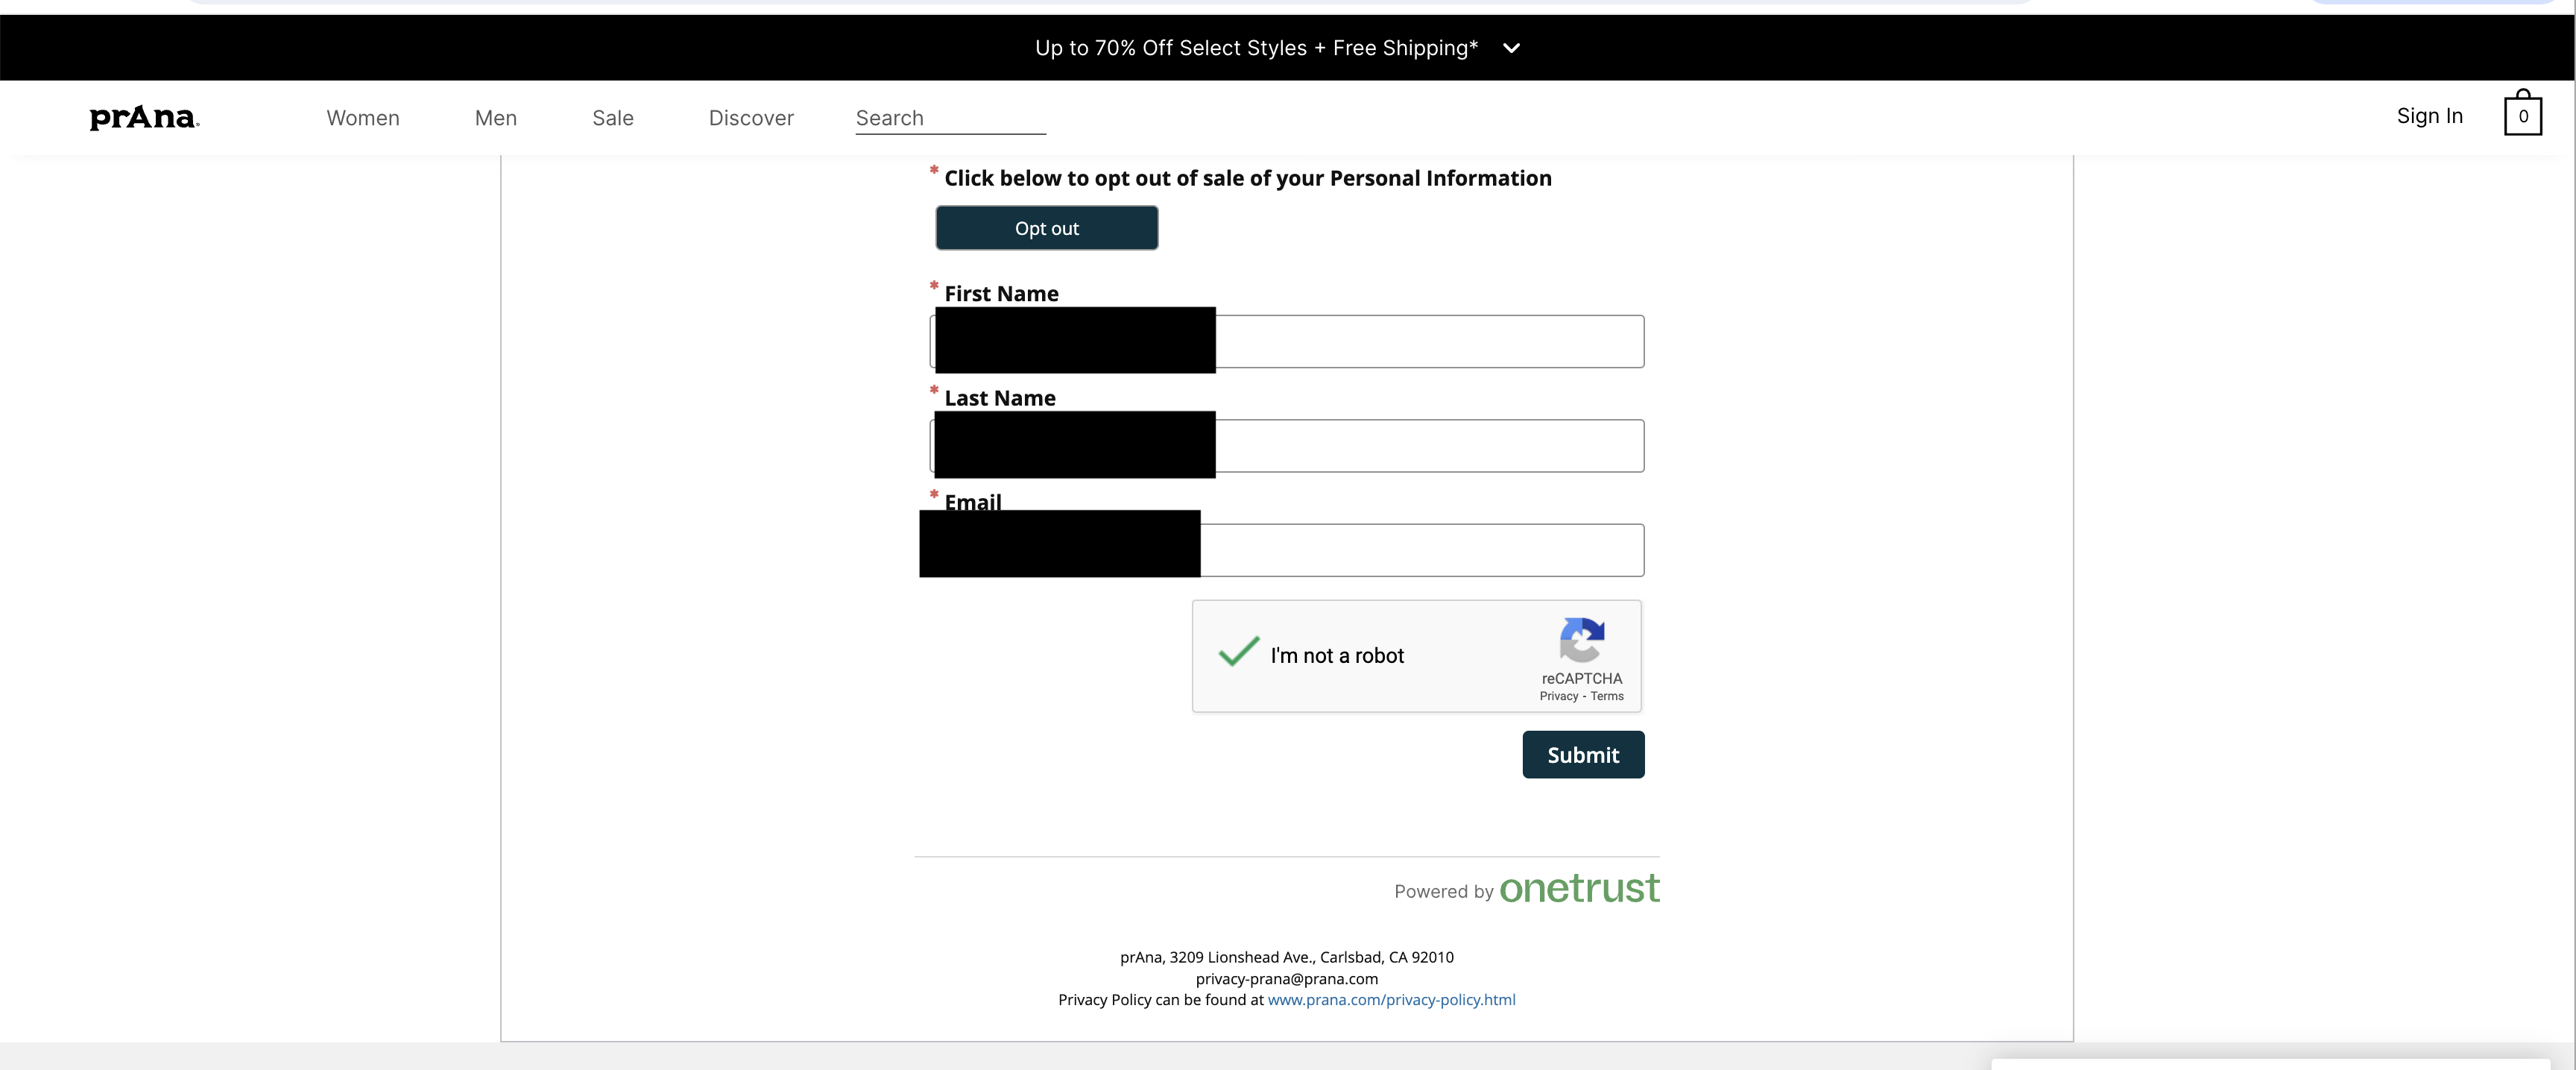 Up to 70% Off Select Styles + Free Shipping*
prAna
Women
Men
Sale
Discover
Search
Sign In
0
* Click below to opt out of sale of your Personal Information
Opt out
* First Name
* Last Name
* Email
I'm not a robot
reCAPTCHA
Privacy - Terms
Submit
Powered by onetrust
prAna, 3209 Lionshead Ave., Carlsbad, CA 92010
privacy-prana@prana.com
Privacy Policy can be found at www.prana.com/privacy-policy.html